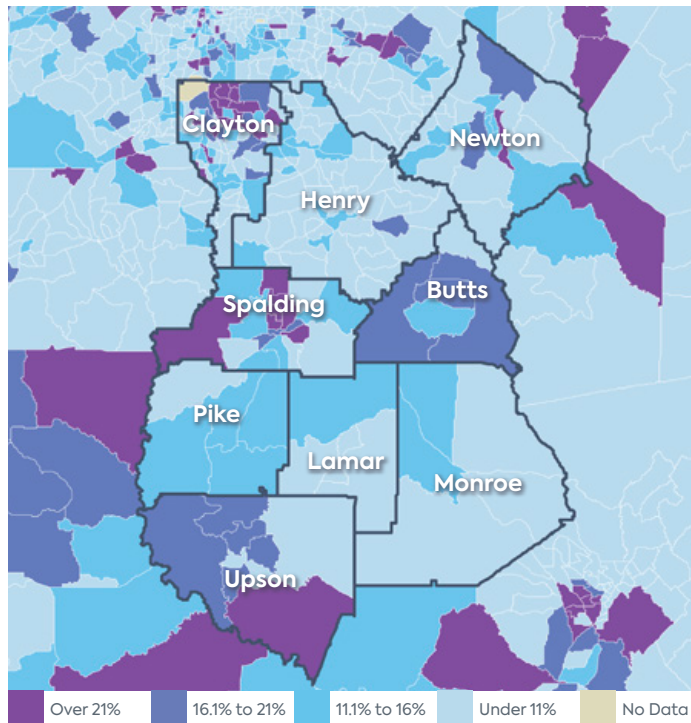 Clayton
Newton
Henry
Butts
Spalding
Pike
Lamar
Monroe
Upson
Over 21% 16.1% to 21% 11.1% to 16% Under 11% No Data